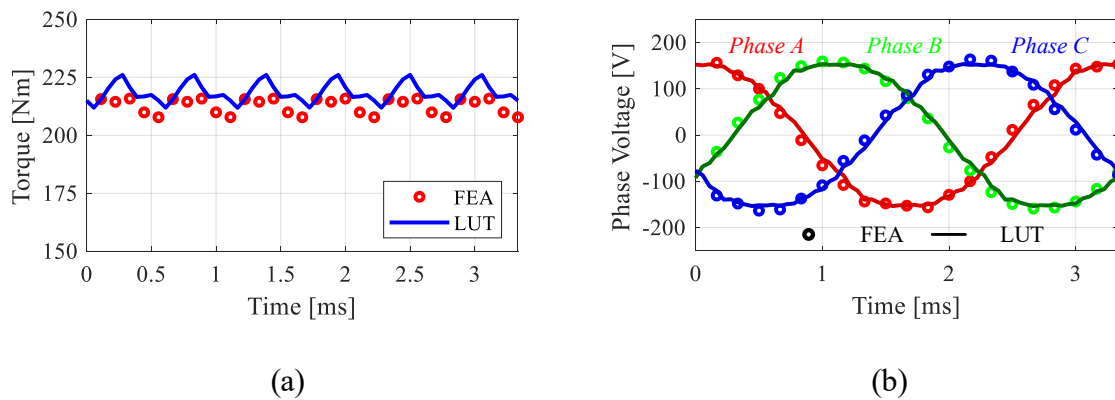 250
225
210
175
150
Torque [Nm]
FEA
LUT
0 0.5 1 1.5 2 2.5 3
Time [ms]
(a)
200
100
0
-100
-200
Phase Voltage [V]
Phase A Phase B Phase C
FEA LUT
0 1 2 3
Time [ms]
(b)